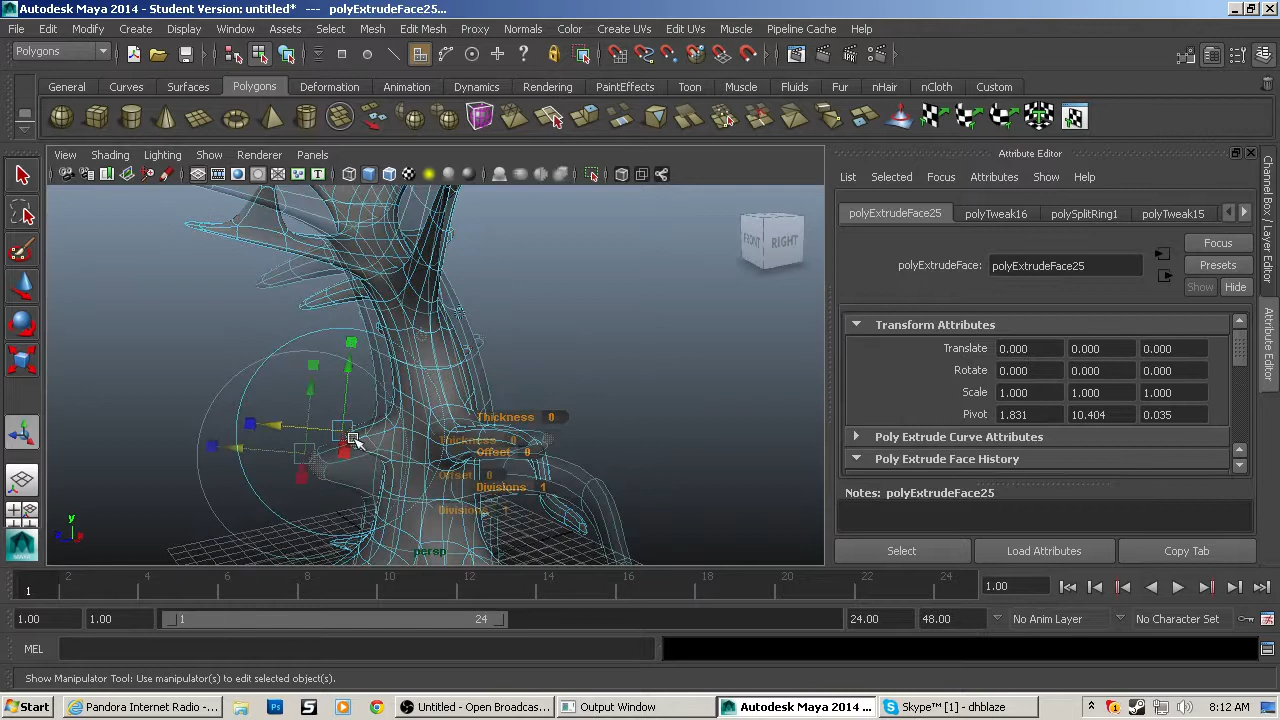 Autodesk Maya 2014 - Student Version: untitled*   ---   polyExtrudeFace25...
File Edit Modify Create Display Window Assets Select Mesh Edit Mesh Proxy Normals Color Create UVs Edit UVs Muscle Pipeline Cache Help
Polygons
General Curves Surfaces Polygons Deformation Animation Dynamics Rendering PaintEffects Toon Muscle Fluids Fur nHair nCloth Custom
View Shading Lighting Show Renderer Panels
Attribute Editor
List Selected Focus Attributes Show Help
polyExtrudeFace25 polyTweak16 polySplitRing1 polyTweak15
FRONT RIGHT
Focus
polyExtrudeFace: polyExtrudeFace25 Presets
Show Hide
Transform Attributes
Translate 0.000 0.000 0.000
Rotate 0.000 0.000 0.000
Scale 1.000 1.000 1.000
Pivot 1.831 10.404 0.035
Poly Extrude Curve Attributes
Poly Extrude Face History
Notes: polyExtrudeFace25
Select Load Attributes Copy Tab
Channel Box / Layer Editor
Attribute Editor
Thickness 0
Thickness 0
Offset 0
Offset 0
Divisions 1
Divisions 1
y
z x
persp
1 2 4 6 8 10 12 14 16 18 20 22 24 1.00
1.00 1.00 1 24 24.00 48.00 No Anim Layer No Character Set
MEL
Show Manipulator Tool: Use manipulator(s) to edit selected object(s).
Start Pandora Internet Radio - ... Untitled - Open Broadcas... Output Window Autodesk Maya 2014 ... Skype™ [1] - dhblaze 8:12 AM